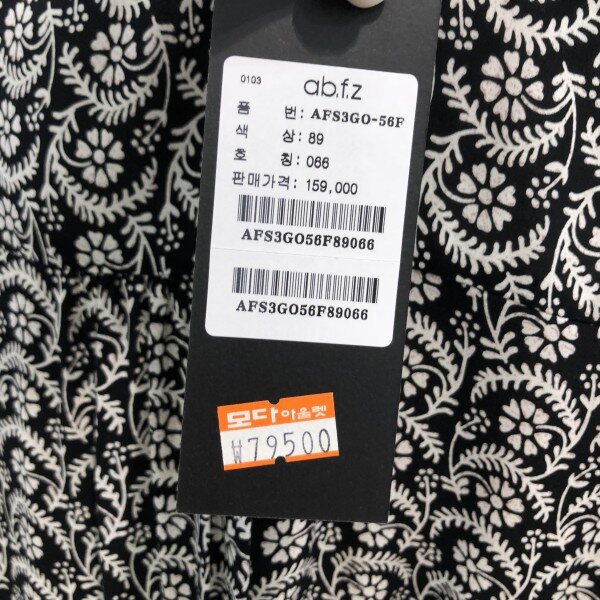 0103
ab.f.z
품 번: AFS3GO-56F
색 상: 89
호 칭: 066
판매가격: 159,000
AFS3GO56F89066
AFS3GO56F89066
모다아울렛
₩79500